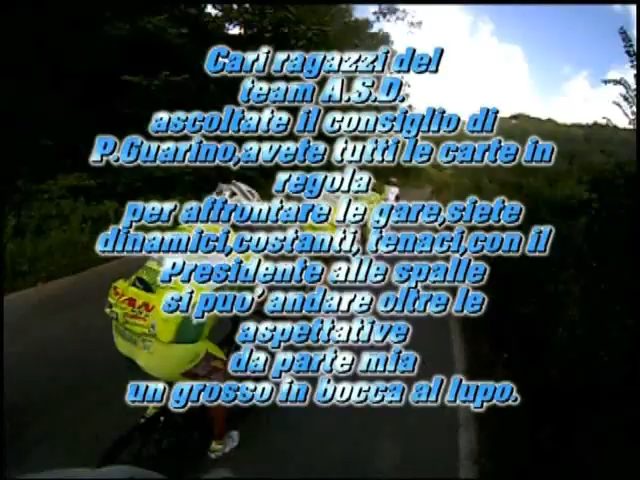 Cari ragazzi del
team A.S.D.
ascoltate il consiglio di
P.Guarino,avete tutti le carte in
regola
per affrontare le gare,siete
dinamici,costanti, tenaci,con il
Presidente alle spalle
si puo' andare oltre le
aspettative
da parte mia
un grosso in bocca al lupo.